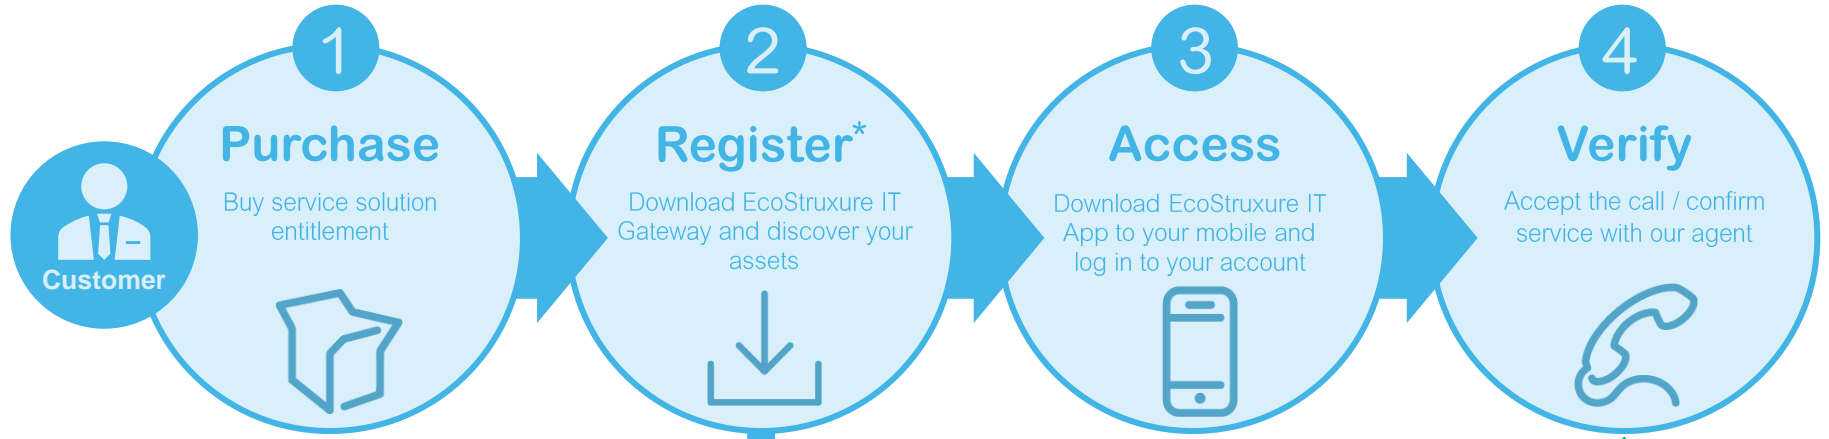 Customer
1
Purchase
Buy service solution
entitlement
2
Register*
Download EcoStruxure IT
Gateway and discover your
assets
3
Access
Download EcoStruxure IT
App to your mobile and
log in to your account
4
Verify
Accept the call / confirm
service with our agent